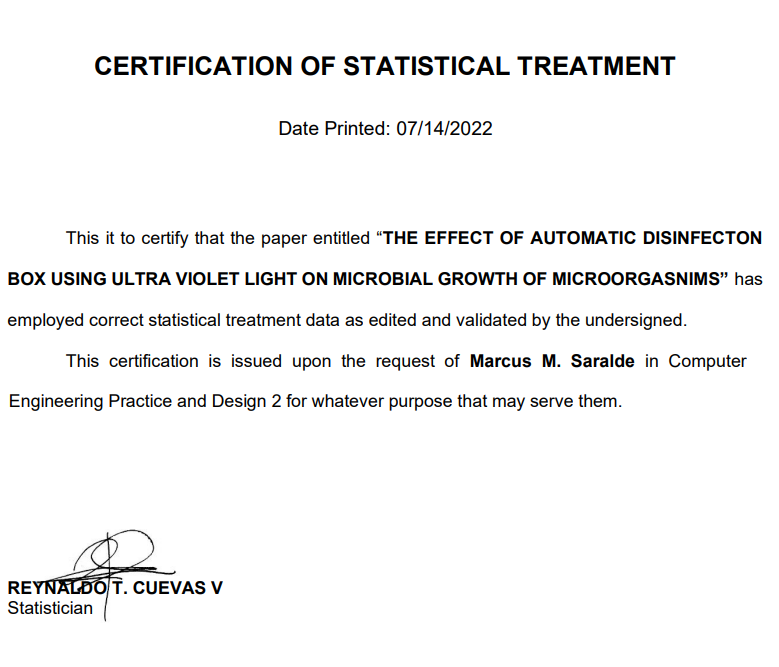 CERTIFICATION OF STATISTICAL TREATMENT
Date Printed: 07/14/2022
This it to certify that the paper entitled “THE EFFECT OF AUTOMATIC DISINFECTON
BOX USING ULTRA VIOLET LIGHT ON MICROBIAL GROWTH OF MICROORGASNIMS” has
employed correct statistical treatment data as edited and validated by the undersigned.
This certification is issued upon the request of Marcus M. Saralde in Computer
Engineering Practice and Design 2 for whatever purpose that may serve them.
REYNALDO T. CUEVAS V
Statistician